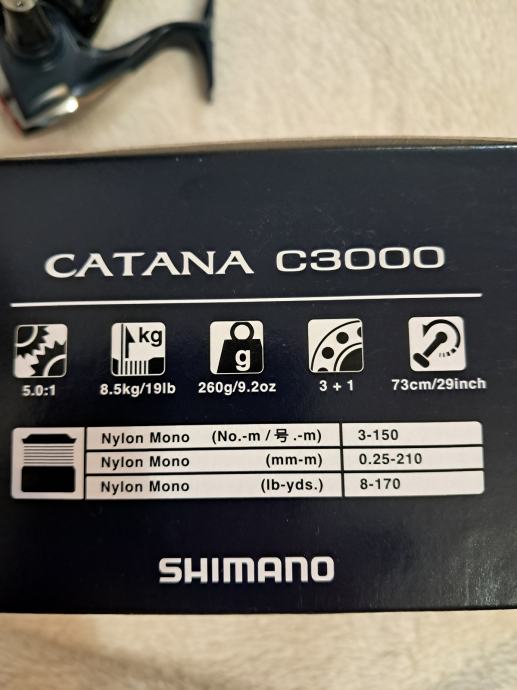 CATANA C3000
kg
g
5.0:1 8.5kg/19lb 260g/9.2oz 3 + 1 73cm/29inch
Nylon Mono (No.-m / 号.-m) 3-150
Nylon Mono (mm-m) 0.25-210
Nylon Mono (lb-yds.) 8-170
SHIMANO